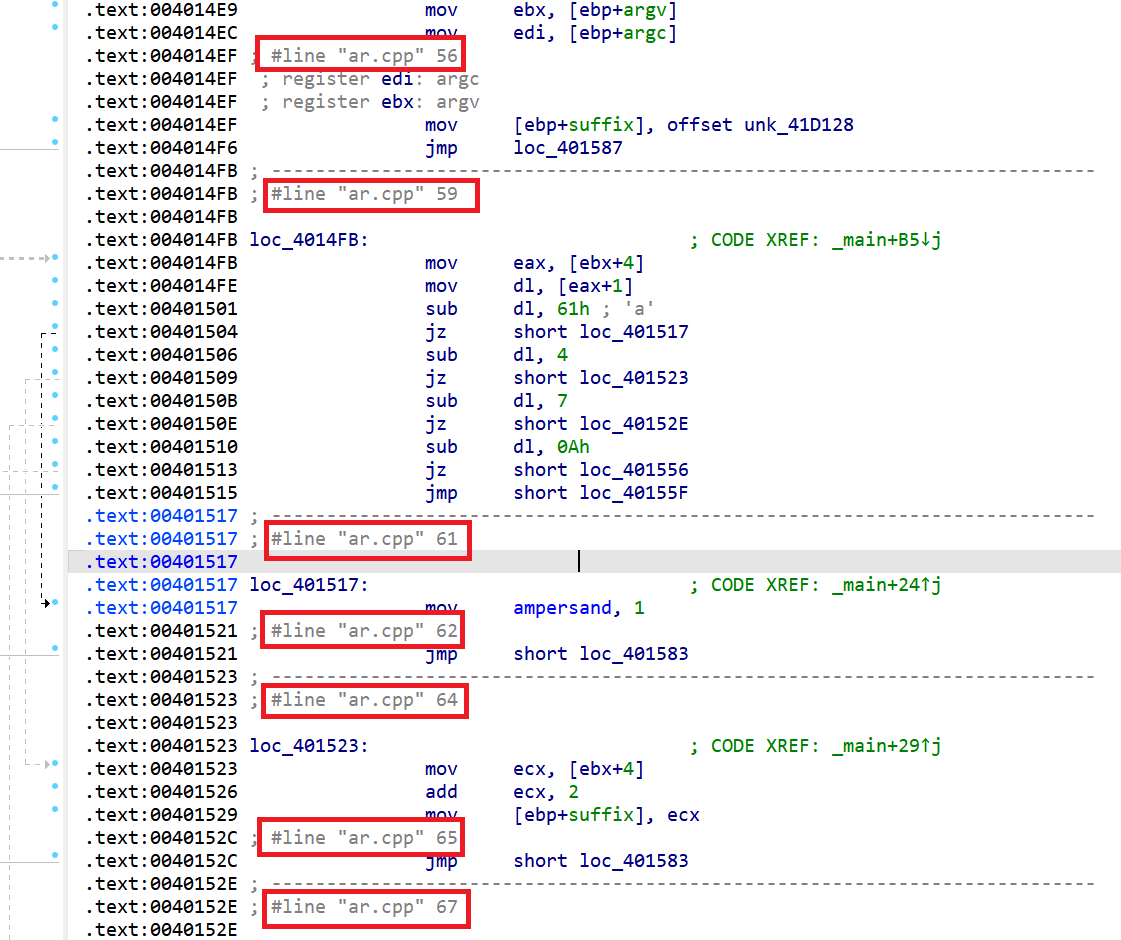 .text:004014E9 mov ebx, [ebp+argv]
.text:004014EC mov edi, [ebp+argc]
.text:004014EF ; #line "ar.cpp" 56
.text:004014EF ; register edi: argc
.text:004014EF ; register ebx: argv
.text:004014EF mov [ebp+suffix], offset unk_41D128
.text:004014F6 jmp loc_401587
.text:004014FB ; ---------------------------------------------------------------------------
.text:004014FB ; #line "ar.cpp" 59
.text:004014FB
.text:004014FB loc_4014FB: ; CODE XREF: _main+B5↓j
.text:004014FB mov eax, [ebx+4]
.text:004014FE mov dl, [eax+1]
.text:00401501 sub dl, 61h ; 'a'
.text:00401504 jz short loc_401517
.text:00401506 sub dl, 4
.text:00401509 jz short loc_401523
.text:0040150B sub dl, 7
.text:0040150E jz short loc_40152E
.text:00401510 sub dl, 0Ah
.text:00401513 jz short loc_401556
.text:00401515 jmp short loc_40155F
.text:00401517 ; ---------------------------------------------------------------------------
.text:00401517 ; #line "ar.cpp" 61
.text:00401517
.text:00401517 loc_401517: ; CODE XREF: _main+24↑j
.text:00401517 mov ampersand, 1
.text:00401521 ; #line "ar.cpp" 62
.text:00401521 jmp short loc_401583
.text:00401523 ; ---------------------------------------------------------------------------
.text:00401523 ; #line "ar.cpp" 64
.text:00401523
.text:00401523 loc_401523: ; CODE XREF: _main+29↑j
.text:00401523 mov ecx, [ebx+4]
.text:00401526 add ecx, 2
.text:00401529 mov [ebp+suffix], ecx
.text:0040152C ; #line "ar.cpp" 65
.text:0040152C jmp short loc_401583
.text:0040152E ; ---------------------------------------------------------------------------
.text:0040152E ; #line "ar.cpp" 67
.text:0040152E